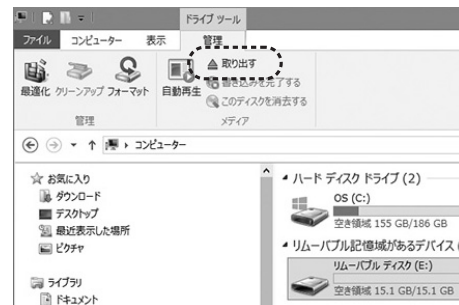 ドライブ ツール
ファイル コンピューター 表示 管理
取り出す
書き込みを完了する
このディスクを消去する
最適化 クリーンアップ フォーマット 自動再生
管理 メディア
コンピューター
お気に入り
ダウンロード
デスクトップ
最近表示した場所
ピクチャ
ライブラリ
ドキュメント
ハード ディスク ドライブ (2)
OS (C:)
空き領域 155 GB/186 GB
リムーバブル記憶域があるデバイス (
リムーバブル ディスク (E:)
空き領域 15.1 GB/15.1 GB